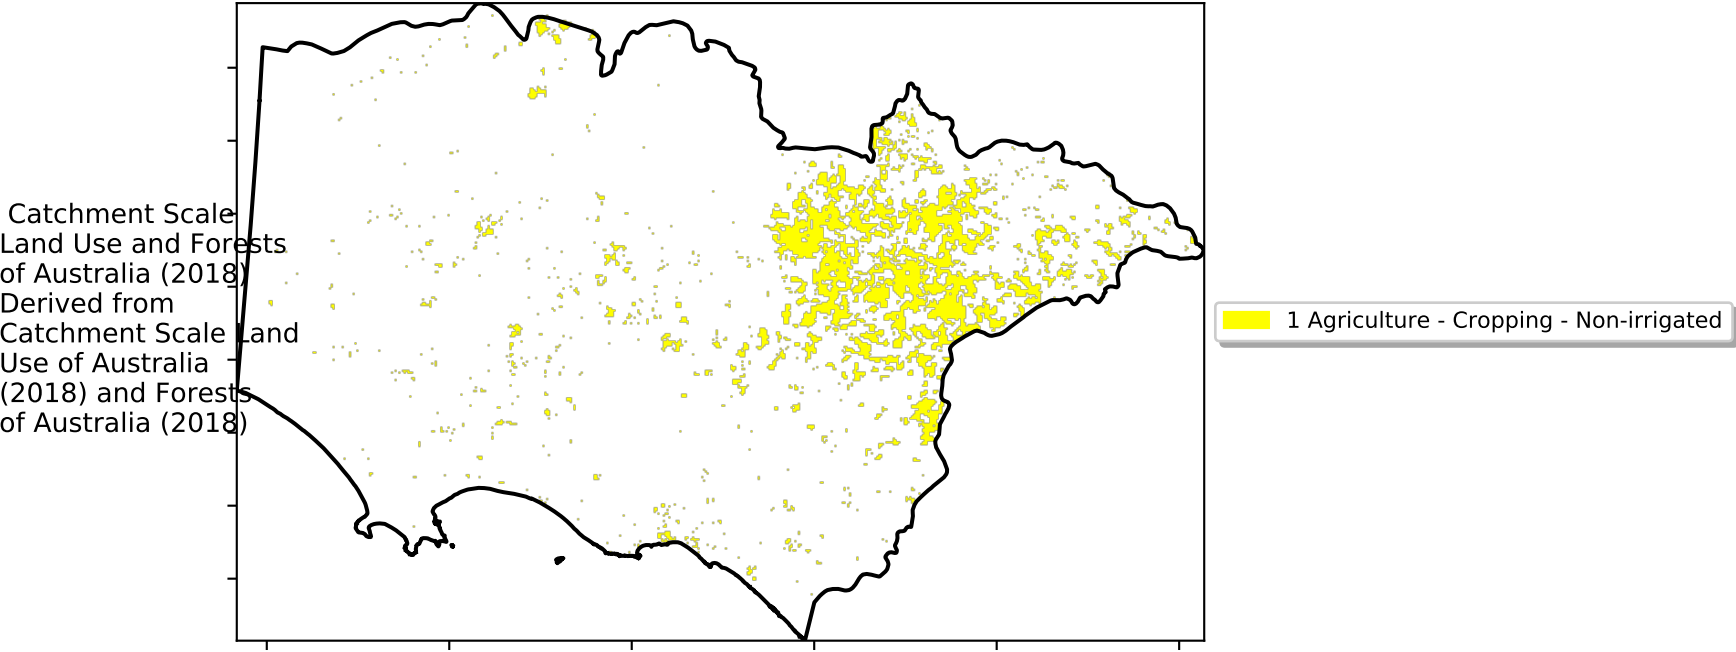 Catchment Scale
Land Use and Forests
of Australia (2018)
Derived from
Catchment Scale Land
Use of Australia
(2018) and Forests
of Australia (2018)
1 Agriculture - Cropping - Non-irrigated